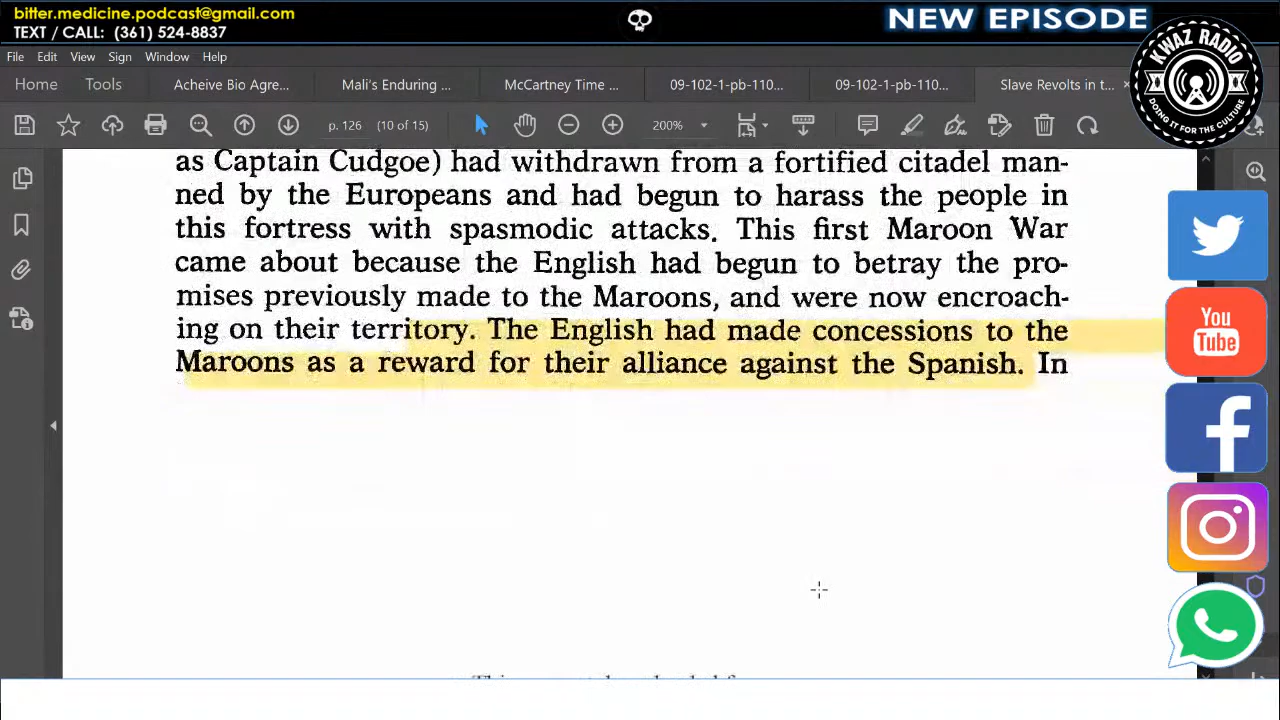 bitter.medicine.podcast@gmail.com
TEXT / CALL: (361) 524-8837
NEW EPISODE
KWAZ RADIO
DOING IT FOR THE CULTURE
File Edit View Sign Window Help
Home Tools Acheive Bio Agre... Mali's Enduring ... McCartney Time ... 09-102-1-pb-110... 09-102-1-pb-110... Slave Revolts in t... ×
p. 126 (10 of 15) 200%
as Captain Cudgoe) had withdrawn from a fortified citadel man-
ned by the Europeans and had begun to harass the people in
this fortress with spasmodic attacks. This first Maroon War
came about because the English had begun to betray the pro-
mises previously made to the Maroons, and were now encroach-
ing on their territory. The English had made concessions to the
Maroons as a reward for their alliance against the Spanish. In
You
Tube